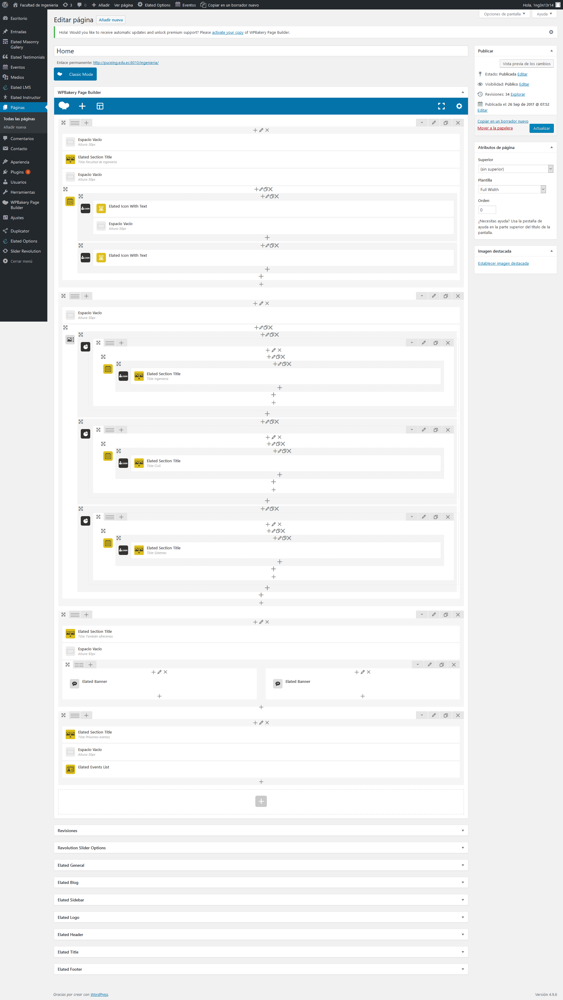 Facultad de Ingenieria 3 0 Añadir Ver página Elated Options Eventos Copiar en un borrador nuevo Hola, 1ng3n13r14
Escritorio
Entradas
Elated Masonry
Gallery
Elated Testimonials
Eventos
Medios
Elated LMS
Elated Instructor
Páginas
Todas las páginas
Añadir nueva
Comentarios
Contacto
Apariencia
Plugins 3
Usuarios
Herramientas
WPBakery Page
Builder
Ajustes
Duplicator
Elated Options
Slider Revolution
Cerrar menú
Opciones de pantalla Ayuda
Editar página Añadir nueva
Hola! Would you like to receive automatic updates and unlock premium support? Please activate your copy of WPBakery Page Builder.
Home
Enlace permanente: http://puceing.edu.ec:8010/ingenieria/
Classic Mode
WPBakery Page Builder
Espacio Vacío
Altura: 30px
Elated Section Title
Title: Facultad de Ingeniería
Espacio Vacío
Altura: 50px
LOGIN
Elated Icon With Text
Espacio Vacío
Altura: 50px
LOGIN
Elated Icon With Text
Espacio Vacío
Altura: 50px
LOGIN
Elated Section Title
Title: Ingeniería
LOGIN
Elated Section Title
Title: Civil
LOGIN
Elated Section Title
Title: Sistemas
Elated Section Title
Title: También ofrecemos
Espacio Vacío
Altura: 93px
Elated Banner
Elated Banner
Elated Section Title
Title: Próximos eventos
Espacio Vacío
Altura: 50px
Elated Events List
Revisiones
Revolution Slider Options
Elated General
Elated Blog
Elated Sidebar
Elated Logo
Elated Header
Elated Title
Elated Footer
Publicar
Vista previa de los cambios
Estado: Publicada Editar
Visibilidad: Público Editar
Revisiones: 34 Explorar
Publicada el: 26 Sep de 2017 @ 07:52
Editar
Copiar en un borrador nuevo
Mover a la papelera Actualizar
Atributos de página
Superior
(sin superior)
Plantilla
Full Width
Orden
0
¿Necesitas ayuda? Usa la pestaña de
ayuda en la parte superior del título de la
pantalla.
Imagen destacada
Establecer imagen destacada
Gracias por crear con WordPress. Versión 4.9.6